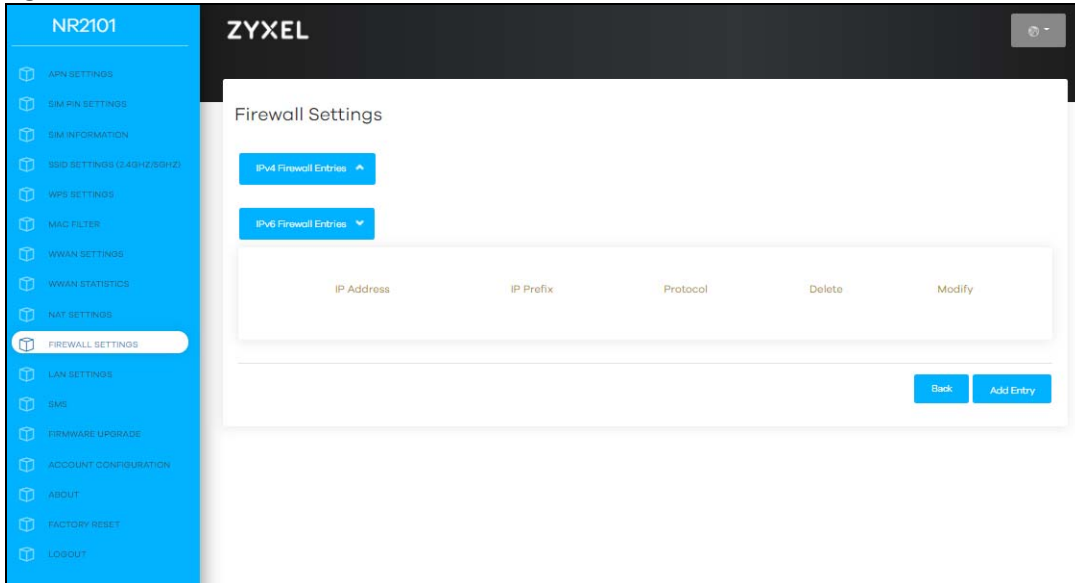 NR2101
APN SETTINGS
SIM PIN SETTINGS
SIM INFORMATION
SSID SETTINGS (2.4GHZ/5GHZ)
WPS SETTINGS
MAC FILTER
WWAN SETTINGS
WWAN STATISTICS
NAT SETTINGS
FIREWALL SETTINGS
LAN SETTINGS
SMS
FIRMWARE UPGRADE
ACCOUNT CONFIGURATION
ABOUT
FACTORY RESET
LOGOUT
ZYXEL
Firewall Settings
IPv4 Firewall Entries
IPv6 Firewall Entries
IP Address IP Prefix Protocol Delete Modify
Back Add Entry